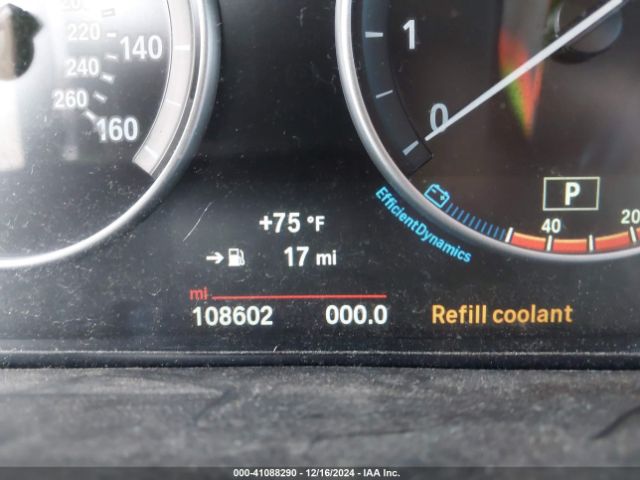 220
140
240
260
160
1
0
EfficientDynamics
P
40
20
+75 °F
17 mi
mi
108602 000.0
Refill coolant
000-41088290 - 12/16/2024 - IAA Inc.